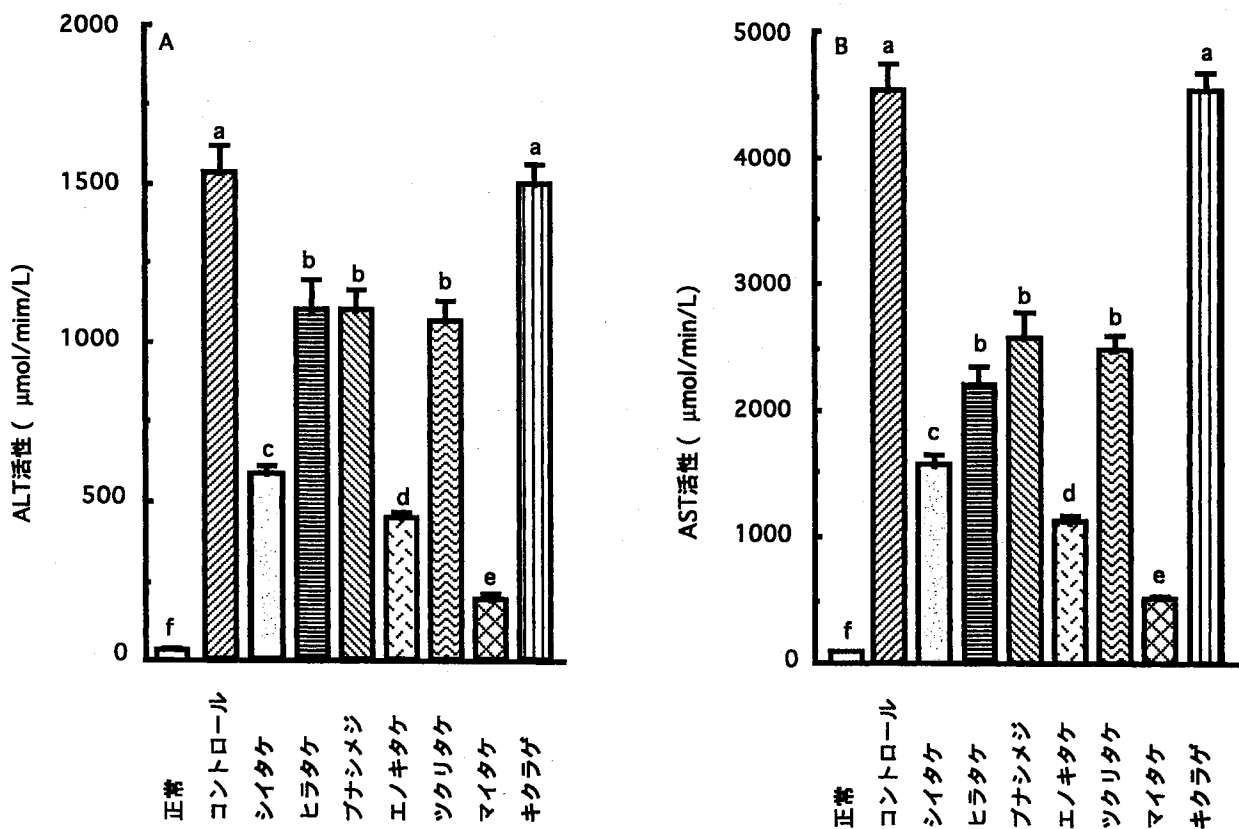 A
2000
1500
1000
500
0
ALT活性( μmol/mim/L)
a
a
b
b
b
c
d
e
f
正常
コントロール
シイタケ
ヒラタケ
ブナシメジ
エノキタケ
ツクリタケ
マイタケ
キクラゲ
B
5000
4000
3000
2000
1000
0
AST活性( μmol/min/L)
a
a
b
b
b
c
d
e
f
正常
コントロール
シイタケ
ヒラタケ
ブナシメジ
エノキタケ
ツクリタケ
マイタケ
キクラゲ